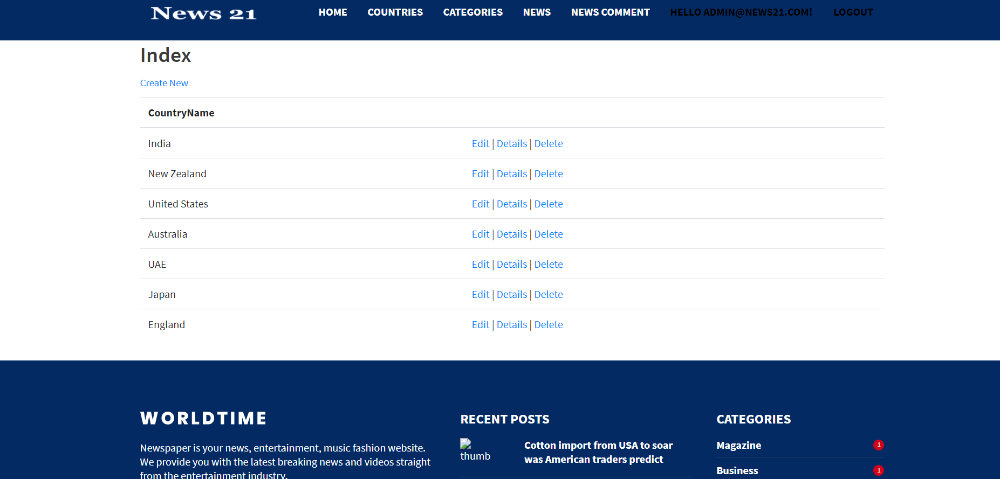 News 21
HOME COUNTRIES CATEGORIES NEWS NEWS COMMENT HELLO ADMIN@NEWS21.COM! LOGOUT
Index
Create New
CountryName
India Edit | Details | Delete
New Zealand Edit | Details | Delete
United States Edit | Details | Delete
Australia Edit | Details | Delete
UAE Edit | Details | Delete
Japan Edit | Details | Delete
England Edit | Details | Delete
WORLDTIME
Newspaper is your news, entertainment, music fashion website.
We provide you with the latest breaking news and videos straight
from the entertainment industry.
RECENT POSTS
thumb
Cotton import from USA to soar
was American traders predict
CATEGORIES
Magazine 1
Business 1